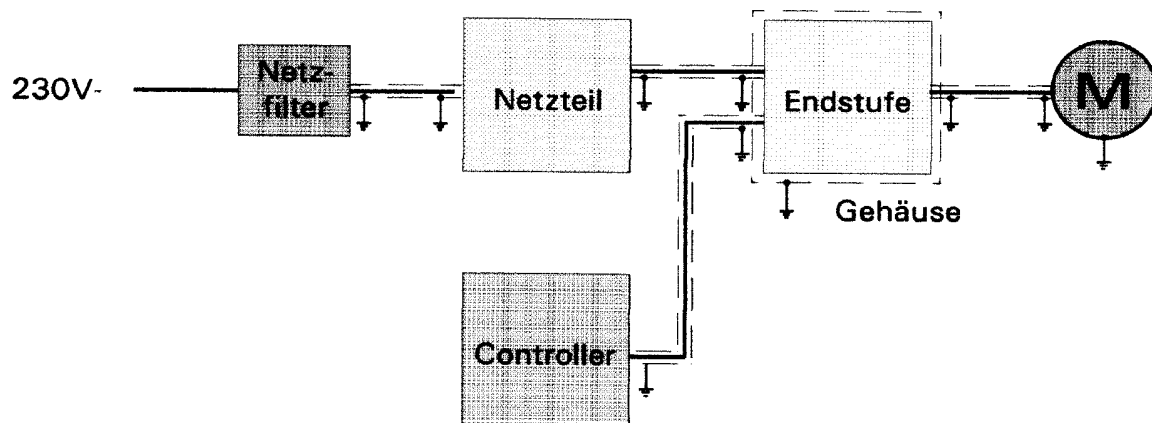 230V-
Netz-
filter
Netzteil
Endstufe
M
Gehäuse
Controller